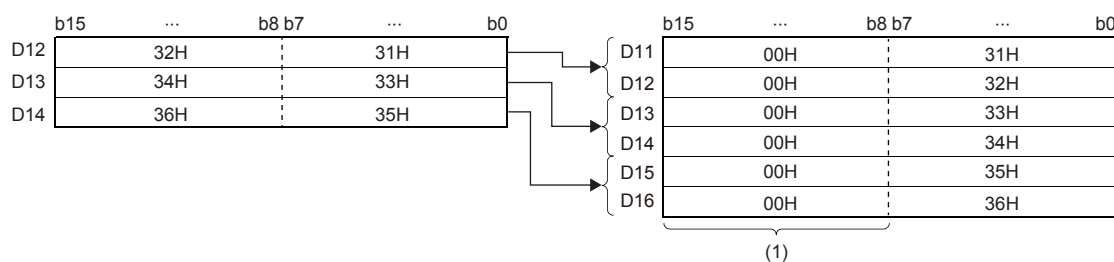 b15 ··· b8 b7 ··· b0 b15 ··· b8 b7 ··· b0
D12 32H 31H D11 00H 31H
D13 34H 33H D12 00H 32H
D14 36H 35H D13 00H 33H
D14 00H 34H
D15 00H 35H
D16 00H 36H
(1)